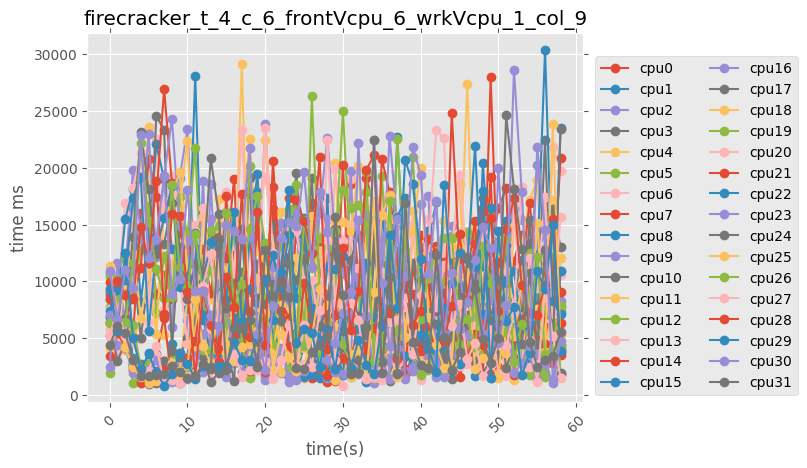 firecracker_t_4_c_6_frontVcpu_6_wrkVcpu_1_col_9
time ms
30000
25000
20000
15000
10000
5000
0
0
10
20
30
40
50
60
time(s)
cpu0
cpu1
cpu2
cpu3
cpu4
cpu5
cpu6
cpu7
cpu8
cpu9
cpu10
cpu11
cpu12
cpu13
cpu14
cpu15
cpu16
cpu17
cpu18
cpu19
cpu20
cpu21
cpu22
cpu23
cpu24
cpu25
cpu26
cpu27
cpu28
cpu29
cpu30
cpu31